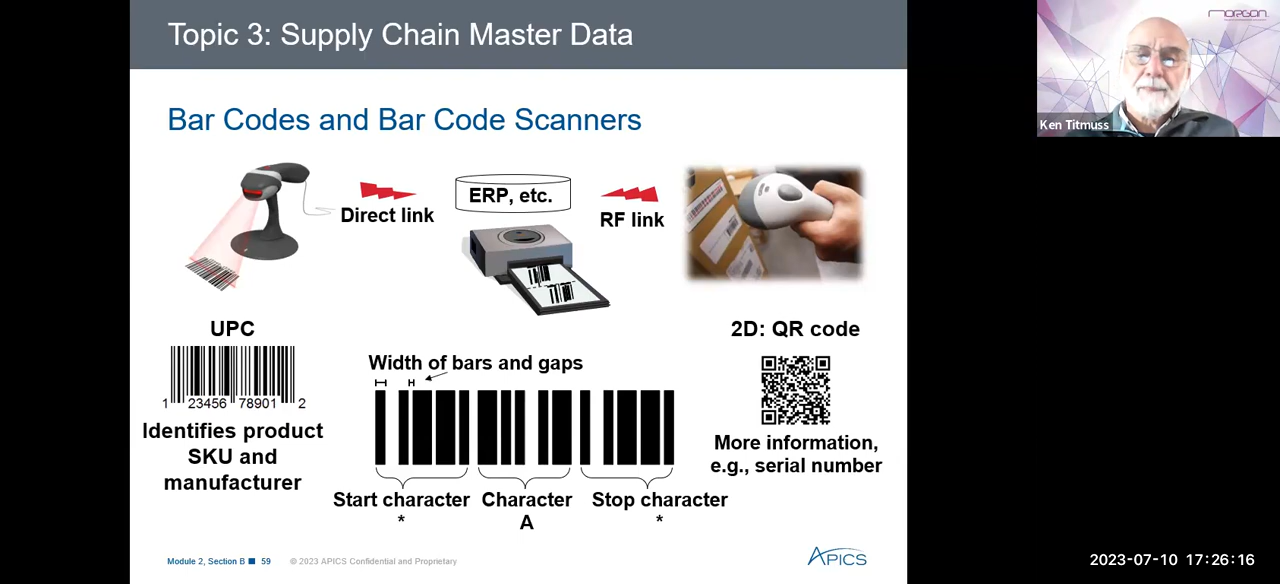 Topic 3: Supply Chain Master Data
Bar Codes and Bar Code Scanners
Direct link
ERP, etc.
RF link
UPC
1 23456 78901 2
Identifies product
SKU and
manufacturer
Width of bars and gaps
Start character
*
Character
A
Stop character
*
2D: QR code
More information,
e.g., serial number
Module 2, Section B ■ 59
© 2023 APICS Confidential and Proprietary
APICS
morgan
Ken Titmuss
2023-07-10 17:26:16